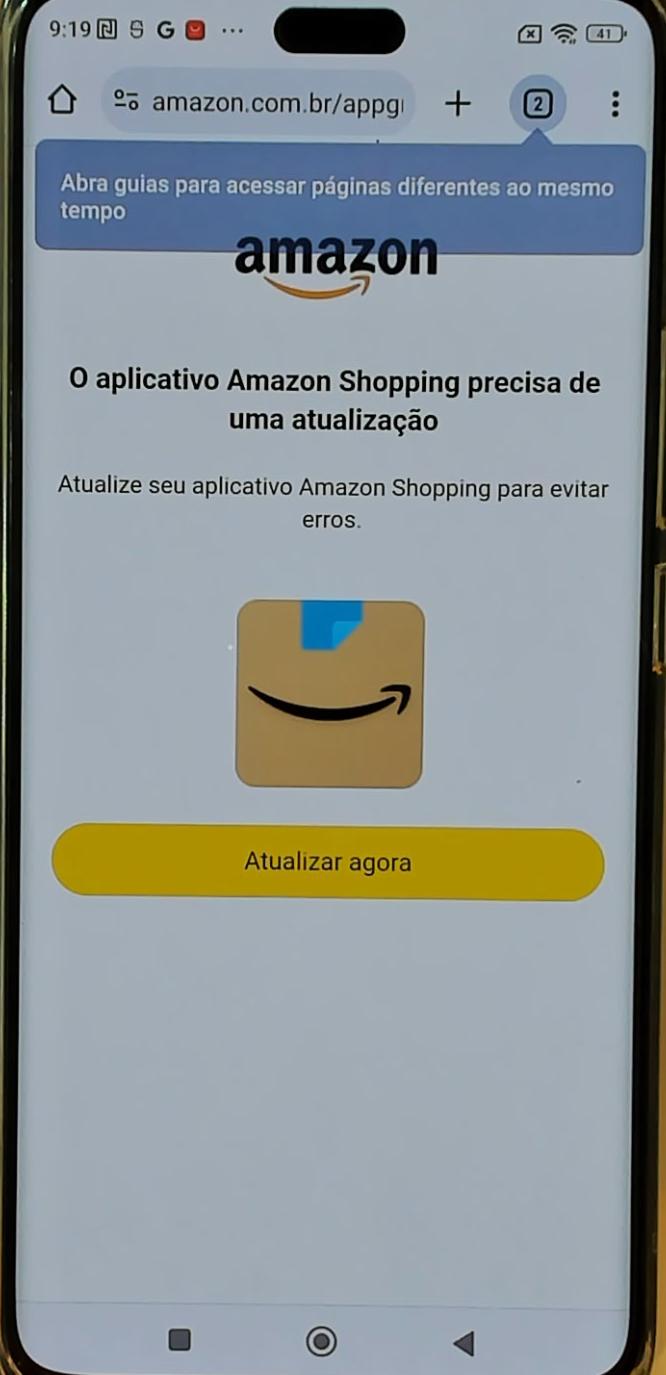 9:19
amazon.com.br/appg
2
41
Abra guias para acessar páginas diferentes ao mesmo
tempo
amazon
O aplicativo Amazon Shopping precisa de
uma atualização
Atualize seu aplicativo Amazon Shopping para evitar
erros.
Atualizar agora